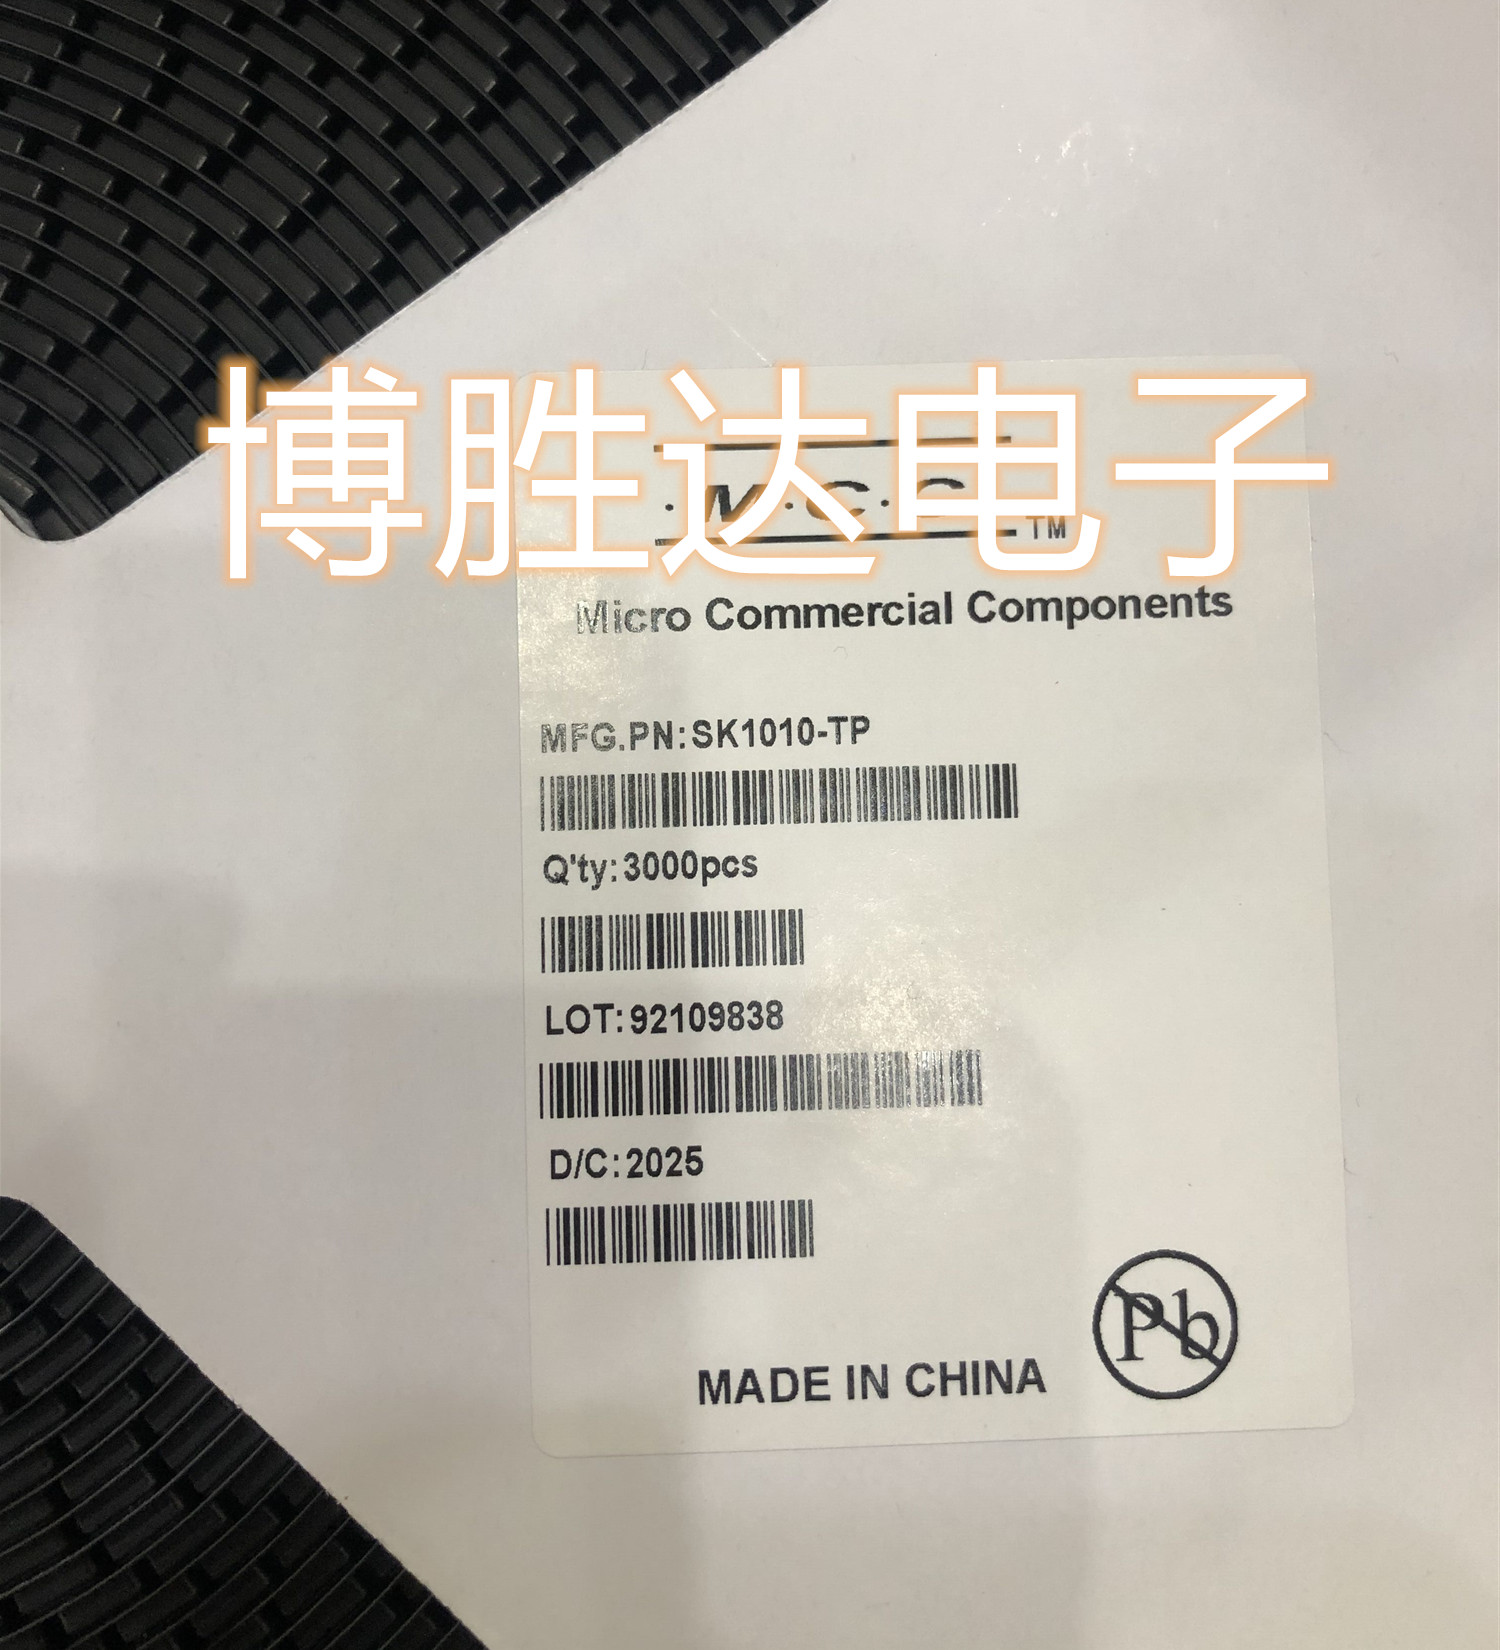 博胜达电子
·M·C·C·TM
Micro Commercial Components
MFG.PN:SK1010-TP
Q'ty:3000pcs
LOT:92109838
D/C:2025
MADE IN CHINA
Pb